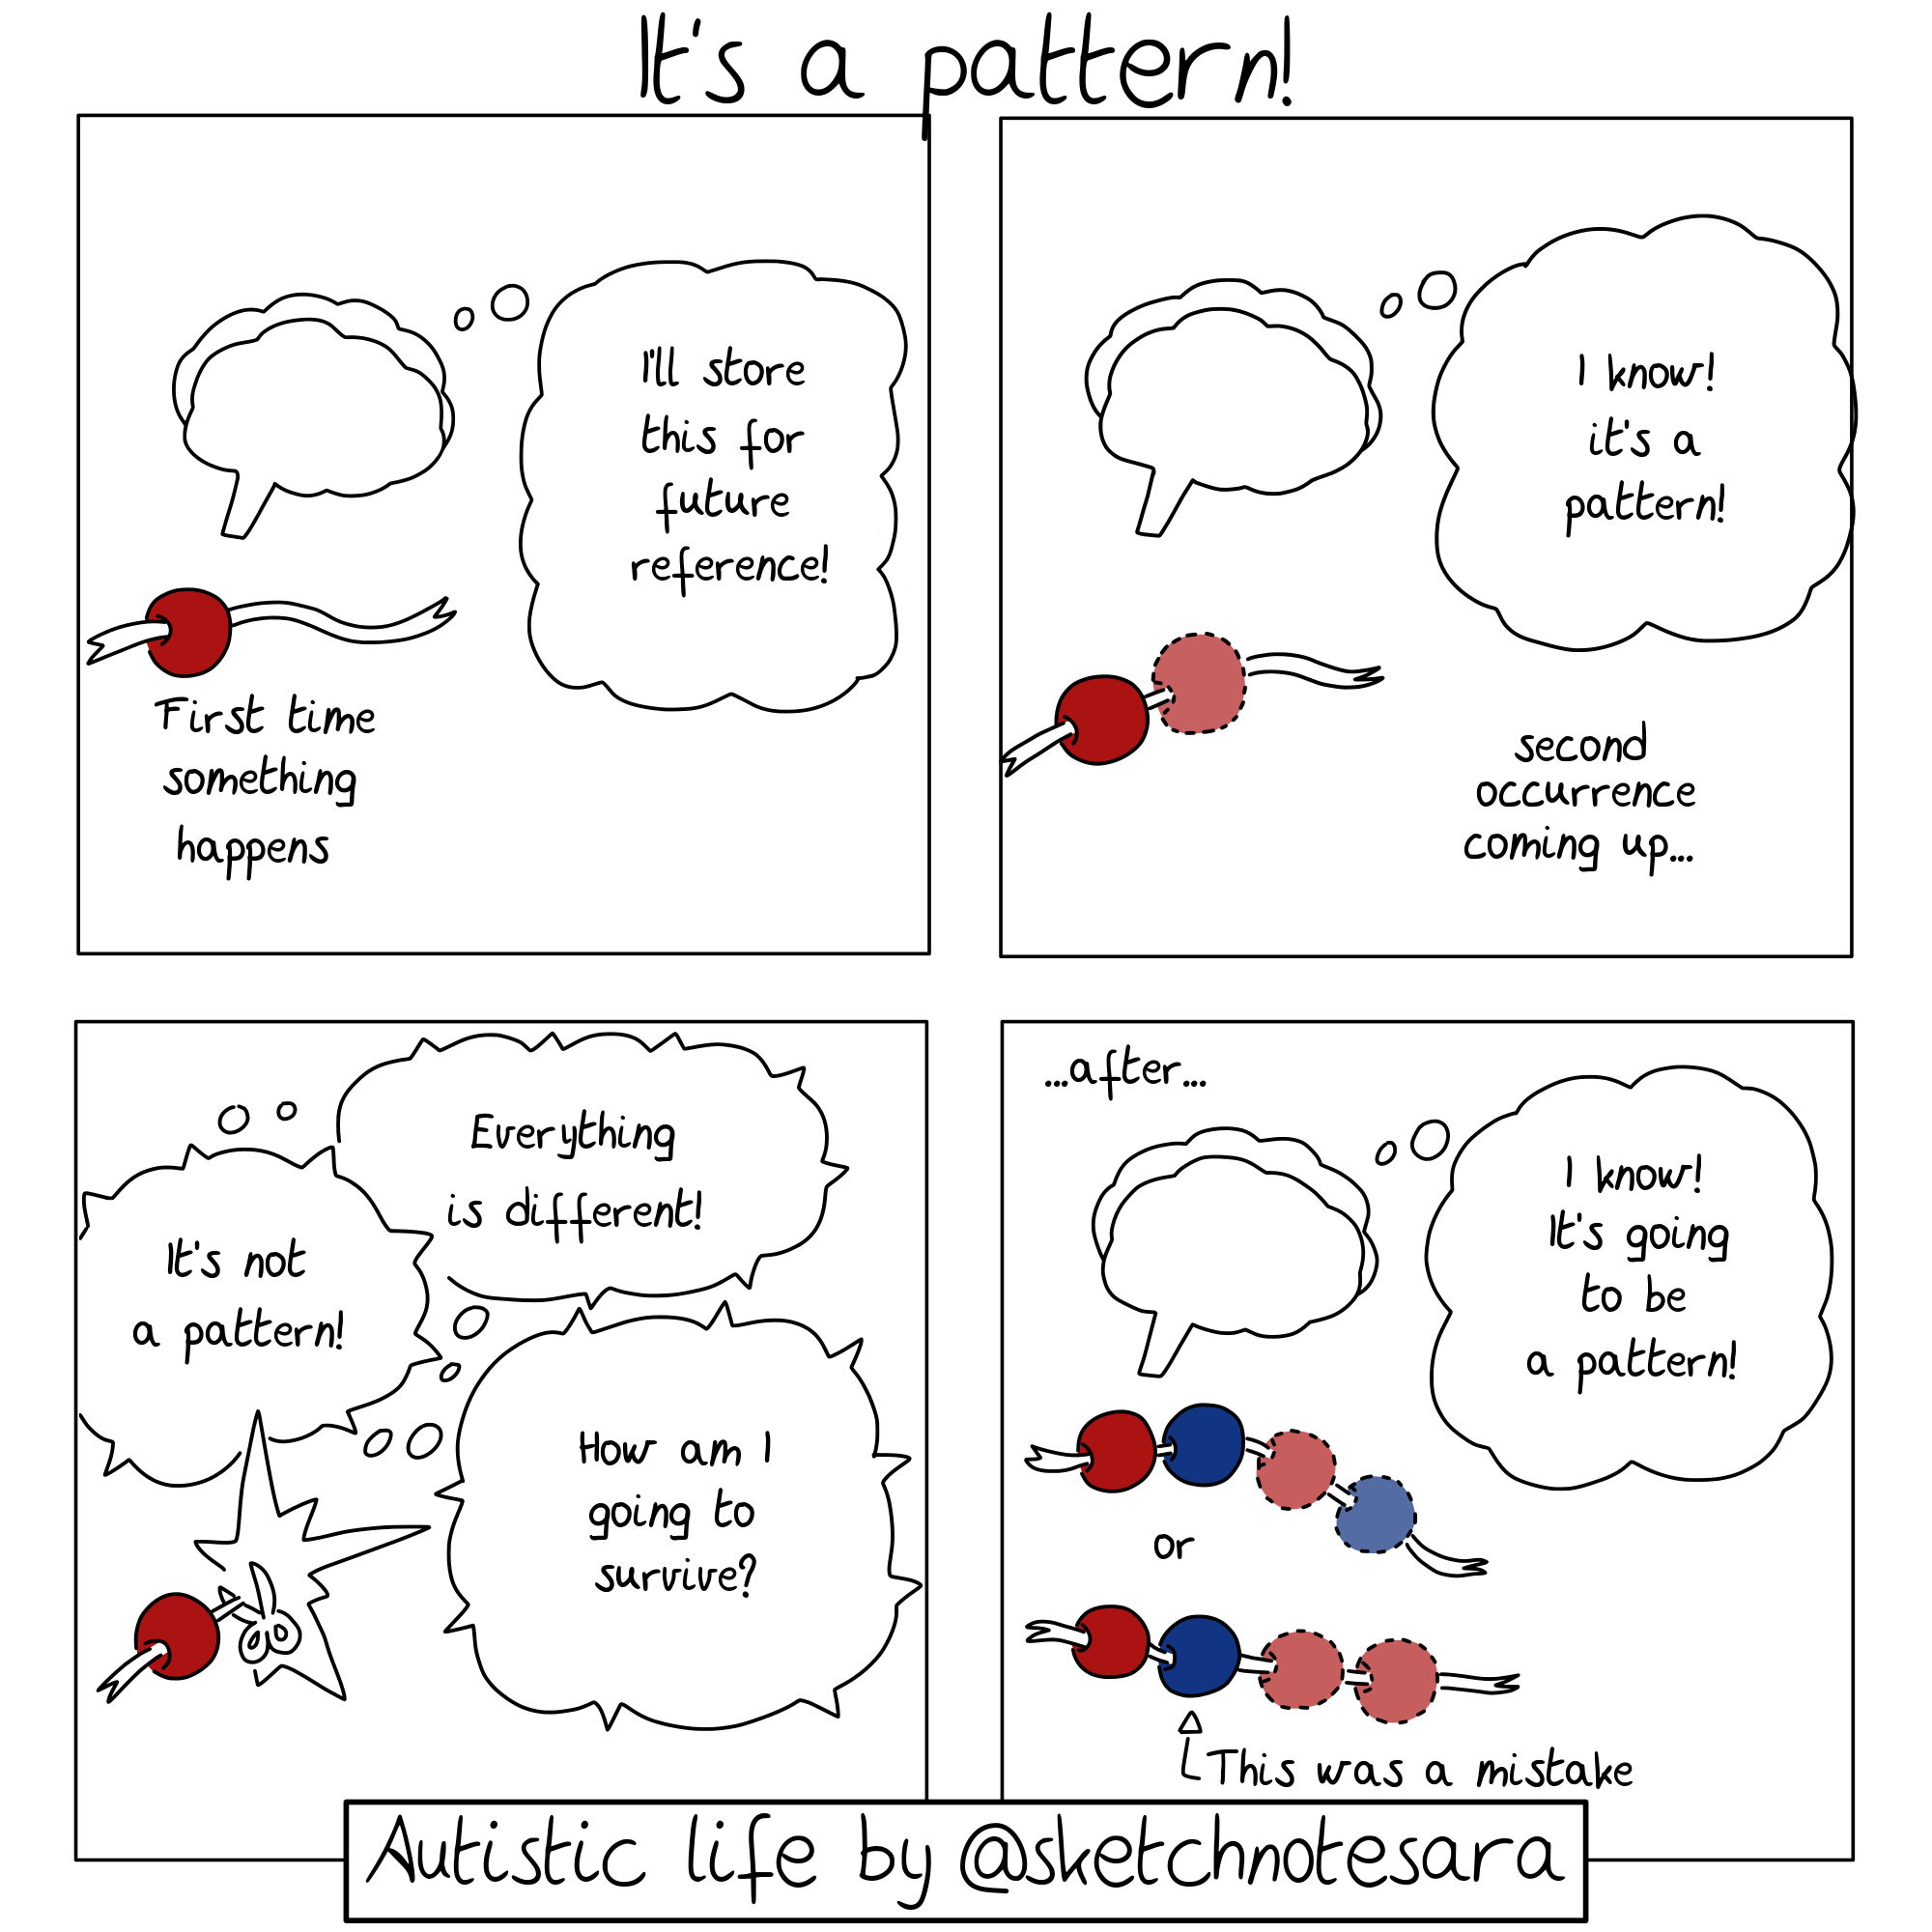 It's a pattern!
I'll store
this for
future
reference!
First time
something
happens
I know!
it's a
pattern!
second
occurrence
coming up...
Everything
is different!
It's not
a pattern!
How am I
going to
survive?
...after...
I know!
It's going
to be
a pattern!
or
This was a mistake
Autistic life by @sketchnotesara